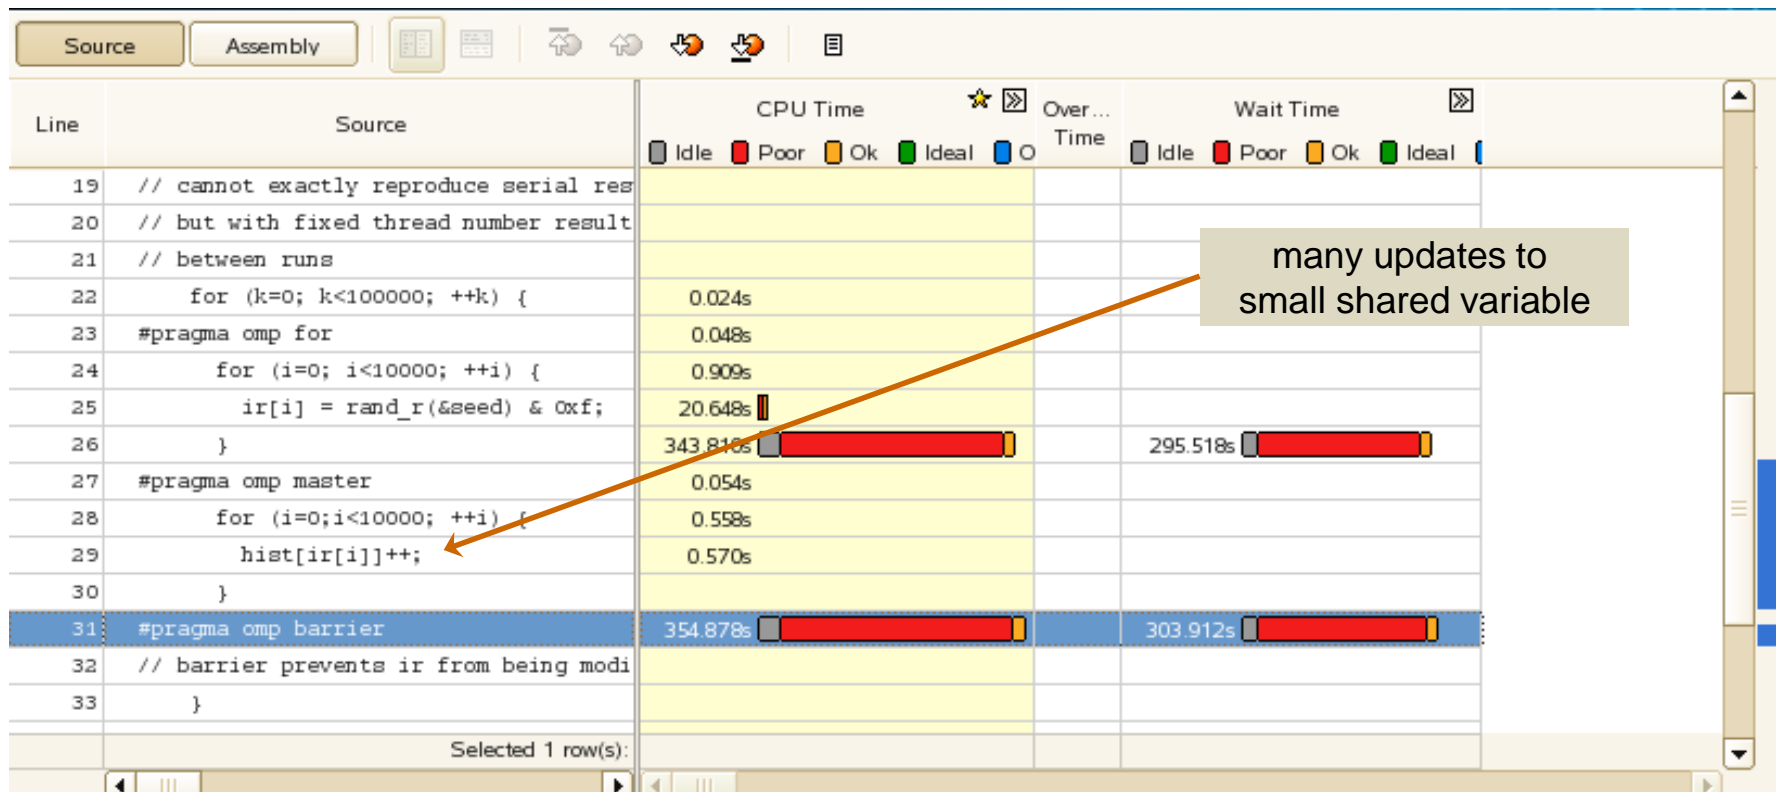 Source Assembly
Line Source CPU Time Over... Time Wait Time
Idle Poor Ok Ideal O Idle Poor Ok Ideal
19 // cannot exactly reproduce serial res
20 // but with fixed thread number result
21 // between runs
many updates to
small shared variable
22 for (k=0; k<100000; ++k) { 0.024s
23 #pragma omp for 0.048s
24 for (i=0; i<10000; ++i) { 0.909s
25 ir[i] = rand_r(&seed) & 0xf; 20.648s
26 } 343.810s 295.518s
27 #pragma omp master 0.054s
28 for (i=0;i<10000; ++i) { 0.558s
29 hist[ir[i]]++; 0.570s
30 }
31 #pragma omp barrier 354.878s 303.912s
32 // barrier prevents ir from being modi
33 }
Selected 1 row(s):